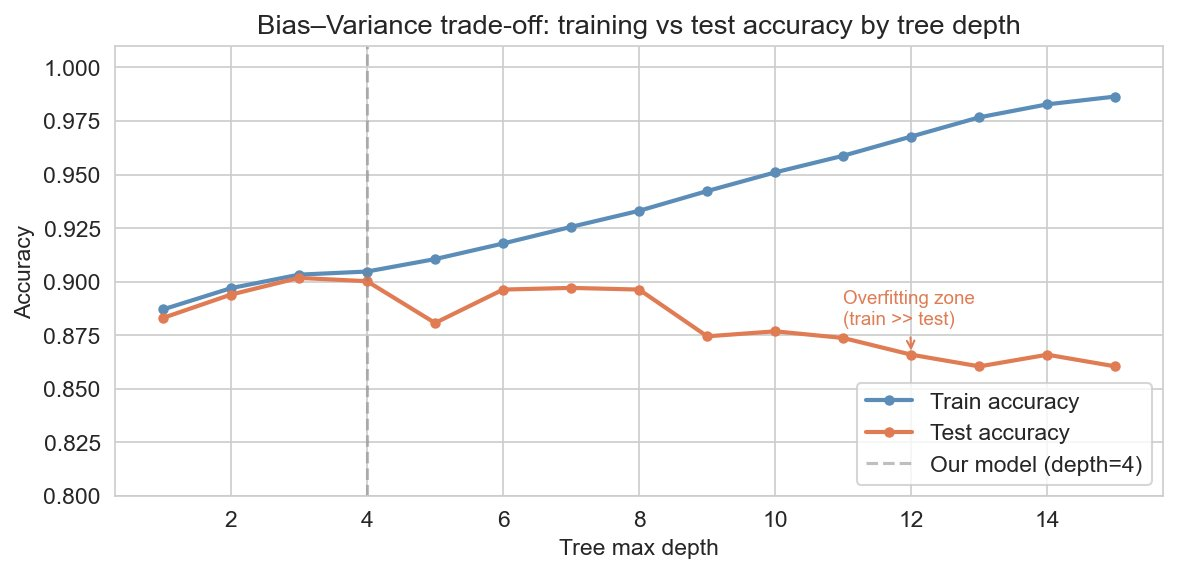 Bias–Variance trade-off: training vs test accuracy by tree depth
Accuracy
1.000
0.975
0.950
0.925
0.900
0.875
0.850
0.825
0.800
Overfitting zone
(train >> test)
Train accuracy
Test accuracy
Our model (depth=4)
2 4 6 8 10 12 14
Tree max depth